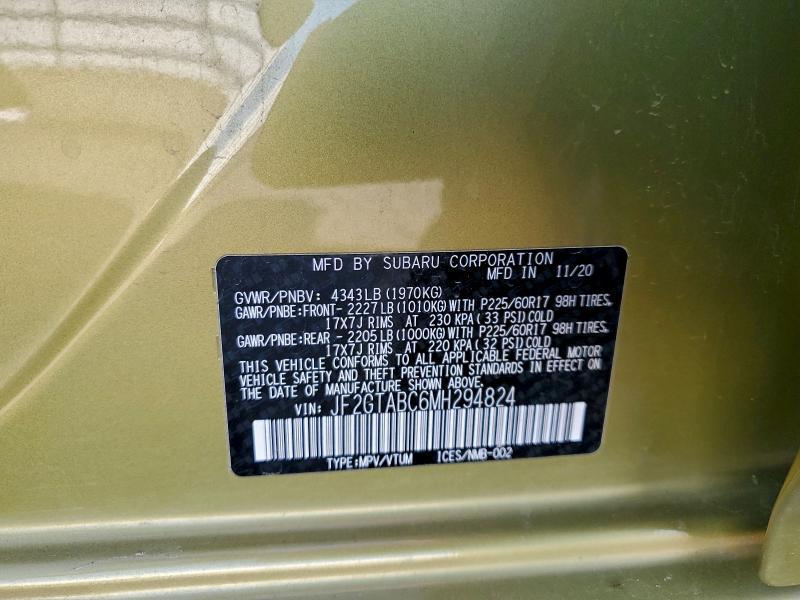 MFD BY SUBARU CORPORATION
MFD IN 11/20
GVWR/PNBV: 4343LB (1970KG)
GAWR/PNBE:FRONT- 2227LB (1010KG) WITH P225/60R17 98H TIRES,
17X7J RIMS AT 230 KPA (33 PSI) COLD
GAWR/PNBE:REAR - 2205LB (1000KG) WITH P225/60R17 98H TIRES,
17X7J RIMS AT 220 KPA (32 PSI) COLD
THIS VEHICLE CONFORMS TO ALL APPLICABLE FEDERAL MOTOR
VEHICLE SAFETY AND THEFT PREVENTION STANDARDS IN EFFECT ON
THE DATE OF MANUFACTURE SHOWN ABOVE.
VIN: JF2GTABC6MH294824
TYPE:MPV/VTUM ICES/NMB-002